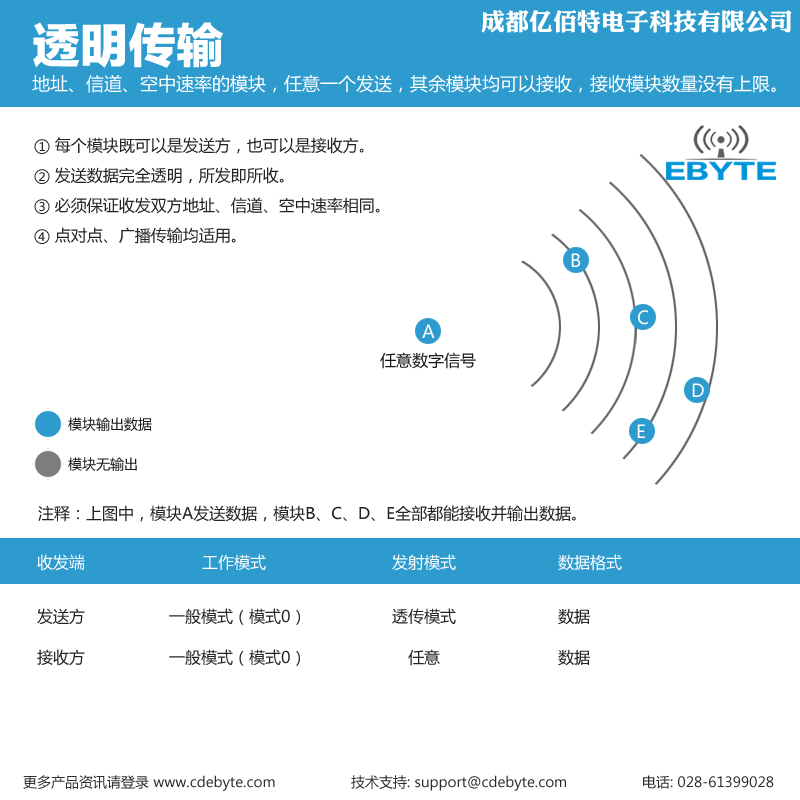 成都亿佰特电子科技有限公司
透明传输
地址、信道、空中速率的模块，任意一个发送，其余模块均可以接收，接收模块数量没有上限。
① 每个模块既可以是发送方，也可以是接收方。
② 发送数据完全透明，所发即所收。
③ 必须保证收发双方地址、信道、空中速率相同。
④ 点对点、广播传输均适用。
EBYTE
B
C
A
任意数字信号
D
E
模块输出数据
模块无输出
注释：上图中，模块A发送数据，模块B、C、D、E全部都能接收并输出数据。
收发端 工作模式 发射模式 数据格式
发送方 一般模式（模式0） 透传模式 数据
接收方 一般模式（模式0） 任意 数据
更多产品资讯请登录 www.cdebyte.com 技术支持: support@cdebyte.com 电话: 028-61399028